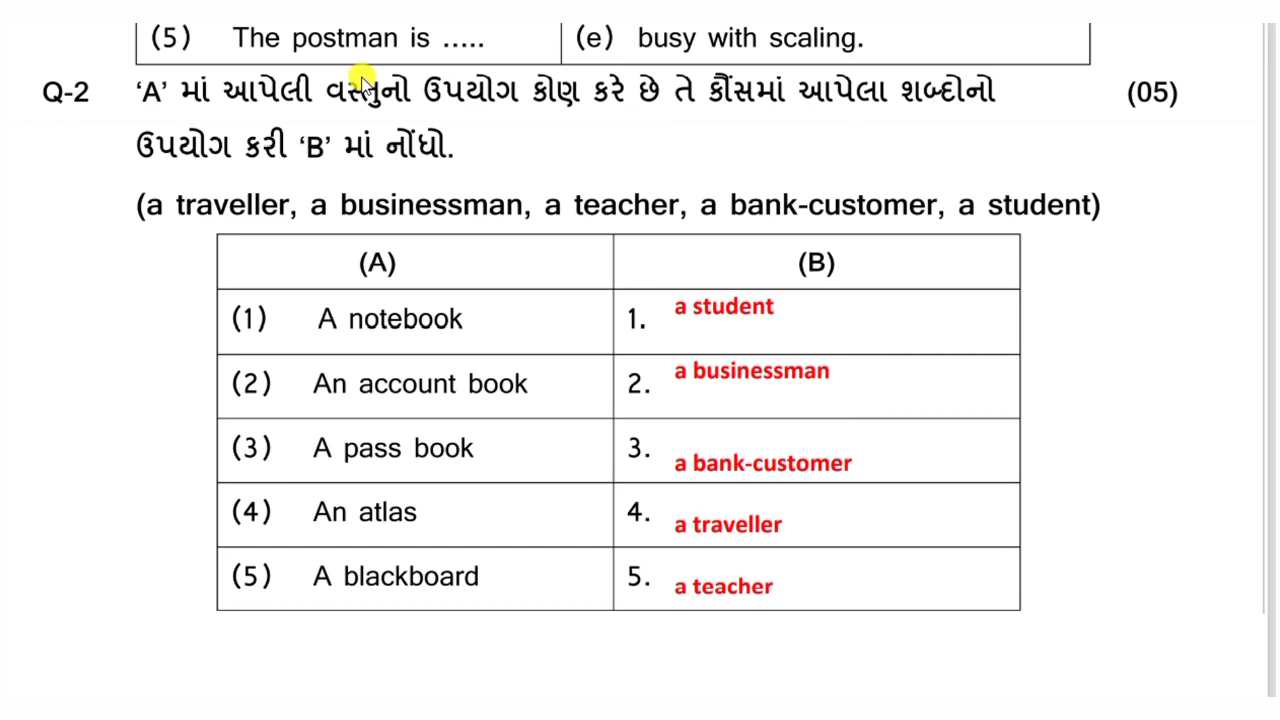 (5) The postman is ..... (e) busy with scaling.
Q-2 ‘A’ માં આપેલી વસ્તુનો ઉપયોગ કોણ કરે છે તે કૌંસમાં આપેલા શબ્દોનો (05)
ઉપયોગ કરી ‘B’ માં નોંધો.
(a traveller, a businessman, a teacher, a bank-customer, a student)
(A) (B)
(1) A notebook 1. a student
(2) An account book 2. a businessman
(3) A pass book 3. a bank-customer
(4) An atlas 4. a traveller
(5) A blackboard 5. a teacher